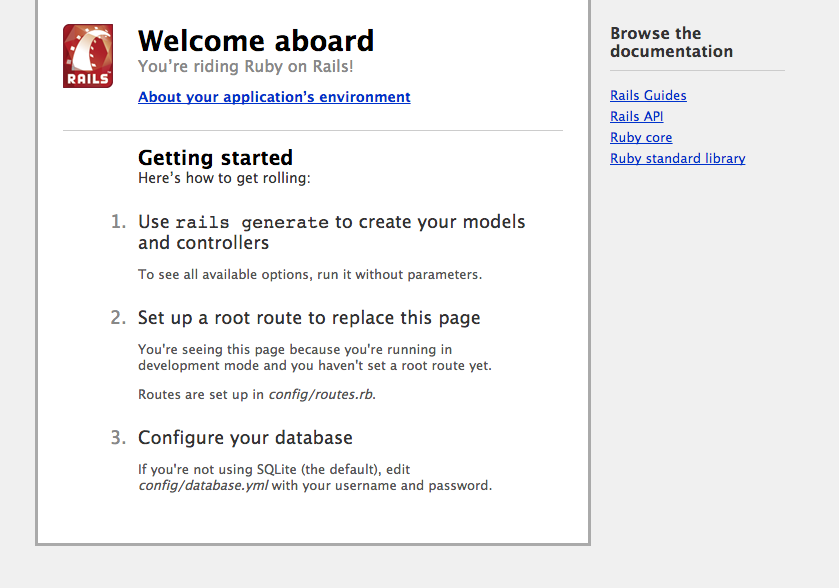 RAILS
Welcome aboard
You’re riding Ruby on Rails!
About your application’s environment
Getting started
Here’s how to get rolling:
1. Use rails generate to create your models
and controllers
To see all available options, run it without parameters.
2. Set up a root route to replace this page
You're seeing this page because you're running in
development mode and you haven't set a root route yet.
Routes are set up in config/routes.rb.
3. Configure your database
If you're not using SQLite (the default), edit
config/database.yml with your username and password.
Browse the
documentation
Rails Guides
Rails API
Ruby core
Ruby standard library